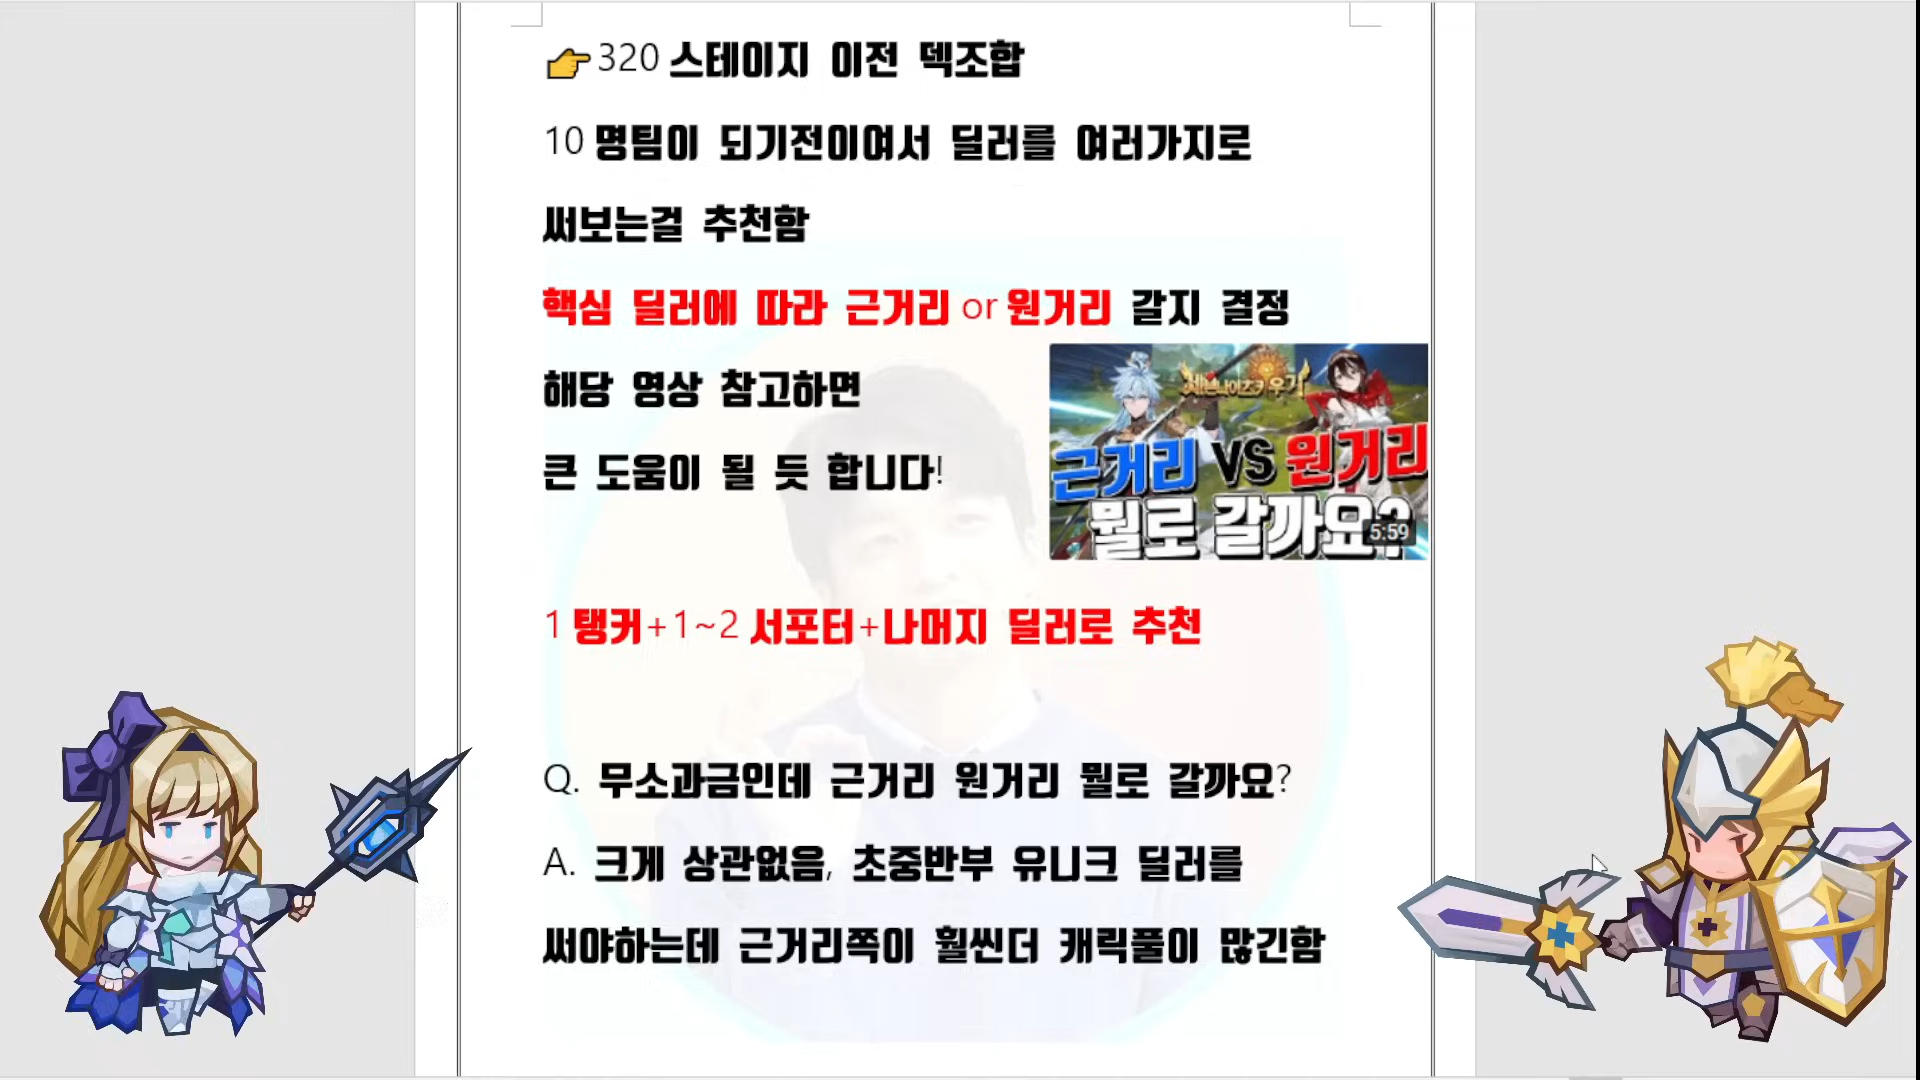 👉320 스테이지 이전 덱조합
10 명팀이 되기전이여서 딜러를 여러가지로
써보는걸 추천함
핵심 딜러에 따라 근거리 or 원거리 갈지 결정
해당 영상 참고하면
큰 도움이 될 듯 합니다!
세븐나이츠 키우기
근거리 VS 원거리
뭘로 갈까요?
5:59
1 탱커+1~2 서포터+나머지 딜러로 추천
Q. 무소과금인데 근거리 원거리 뭘로 갈까요?
A. 크게 상관없음, 초중반부 유니크 딜러를
써야하는데 근거리쪽이 훨씬더 캐릭풀이 많긴함